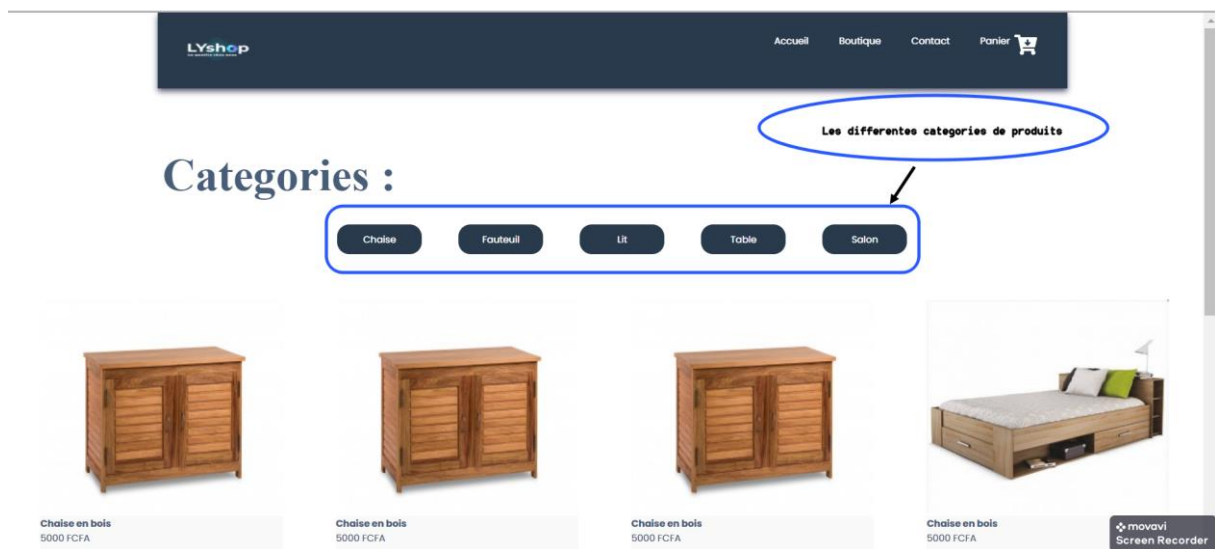 LYshop
Accueil Boutique Contact Panier
Les differentes categories de produits
Categories :
Chaise Fauteuil Lit Table Salon
Chaise en bois Chaise en bois Chaise en bois Chaise en bois
5000 FCFA 5000 FCFA 5000 FCFA 5000 FCFA
movavi
Screen Recorder